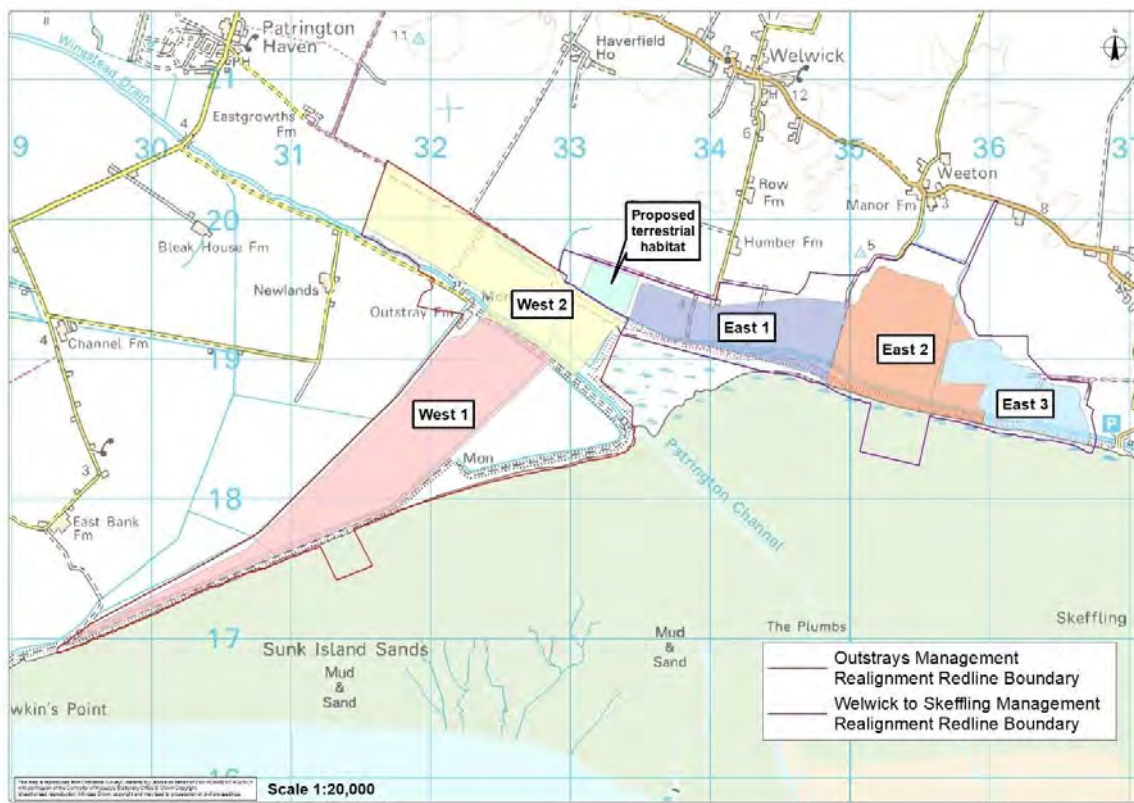 Patrington
Haven
PH
11
Haverfield
Ho
17
Welwick
PH
12
Winestead Drain
21
4
Eastgrowths
Fm
6
9
30
31
32
33
34
35
36
37
Weeton
Row
Fm
Manor Fm
3
8
20
Bleak House Fm
Proposed
terrestrial
habitat
Humber Fm
5
Newlands
Outstray Fm
West 2
East 1
4
Channel Fm
19
East 2
West 1
East 3
P
Mon
Patrington Channel
3
18
East Bank
Fm
17
Sunk Island Sands
Mud
&
Sand
Mud
&
Sand
The Plumbs
Skeffling
wkin's Point
Outstrays Management
Realignment Redline Boundary
Welwick to Skeffling Management
Realignment Redline Boundary
16
Scale 1:20,000